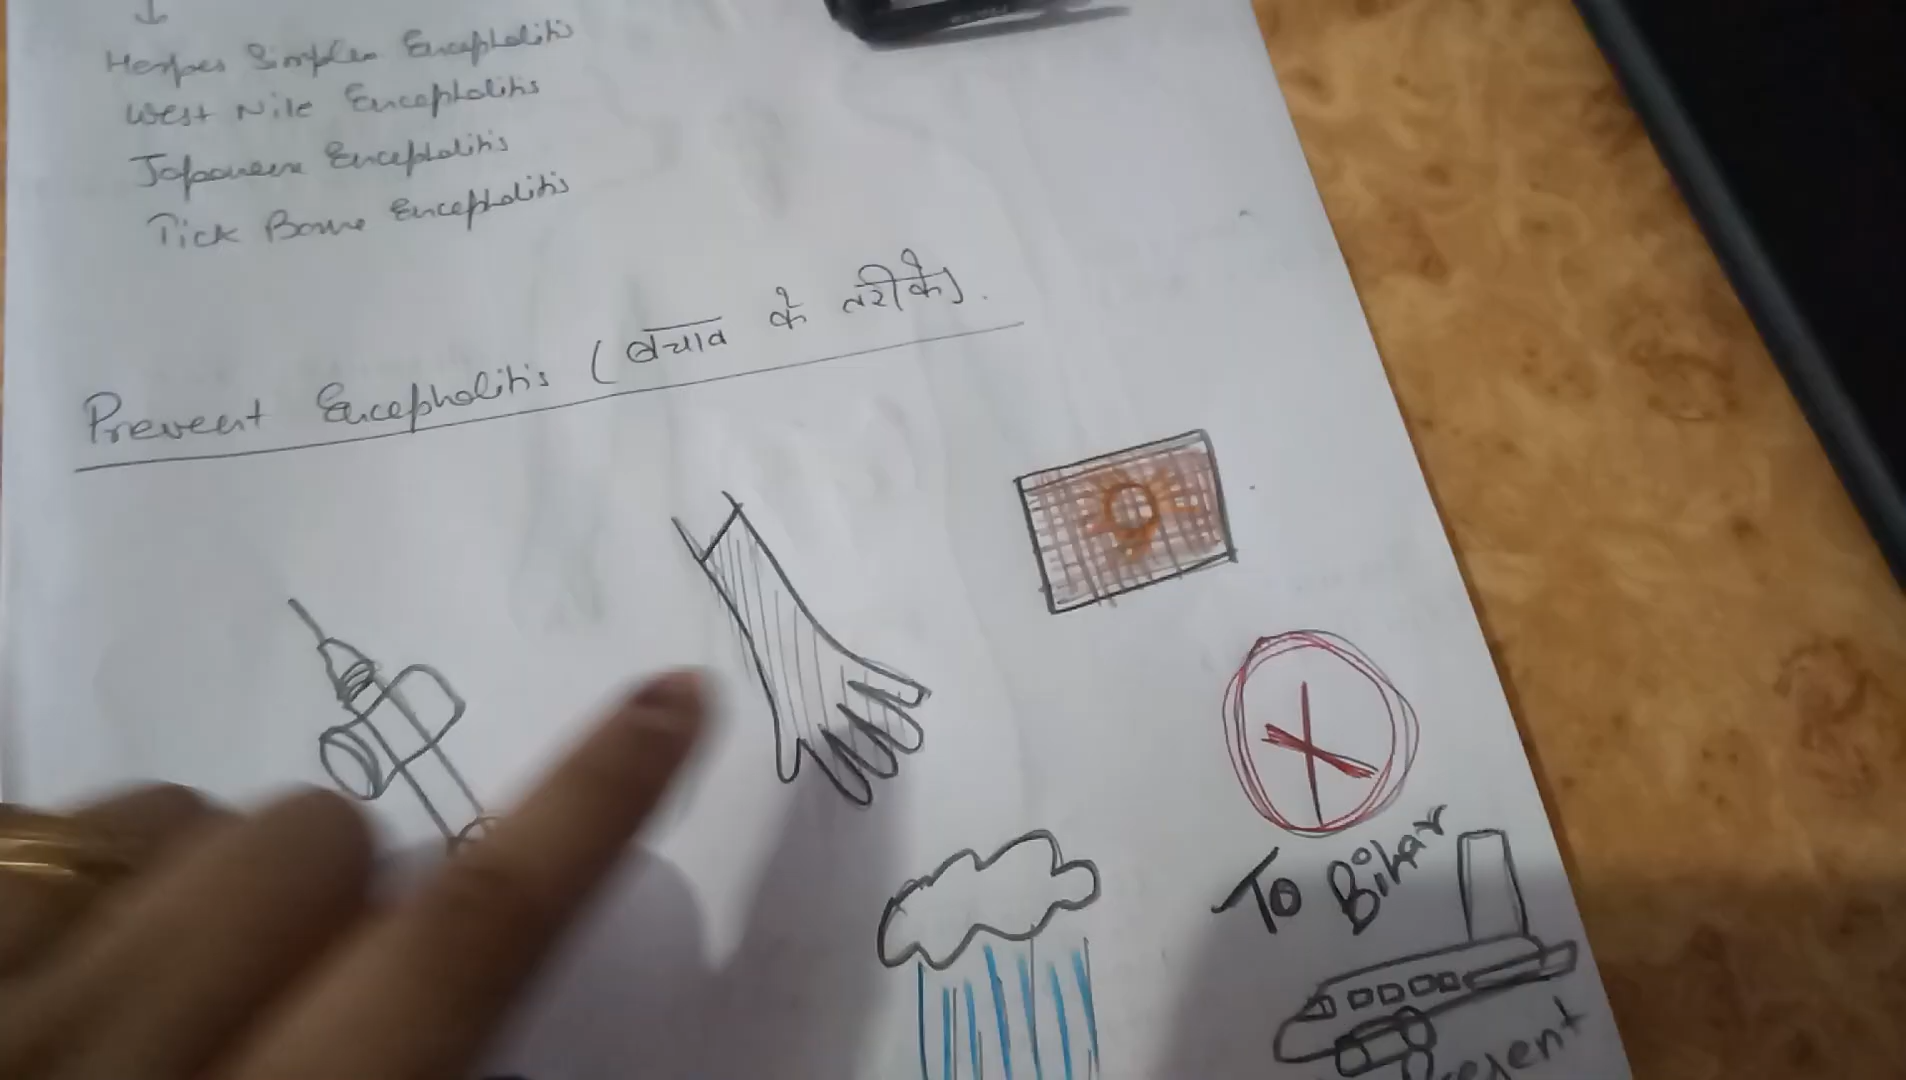 Herpes Simplex Encephalitis
West Nile Encephalitis
Japanese Encephalitis
Tick Borne Encephalitis
Prevent Encephalitis (बचाव के तरीके).
To Bihar